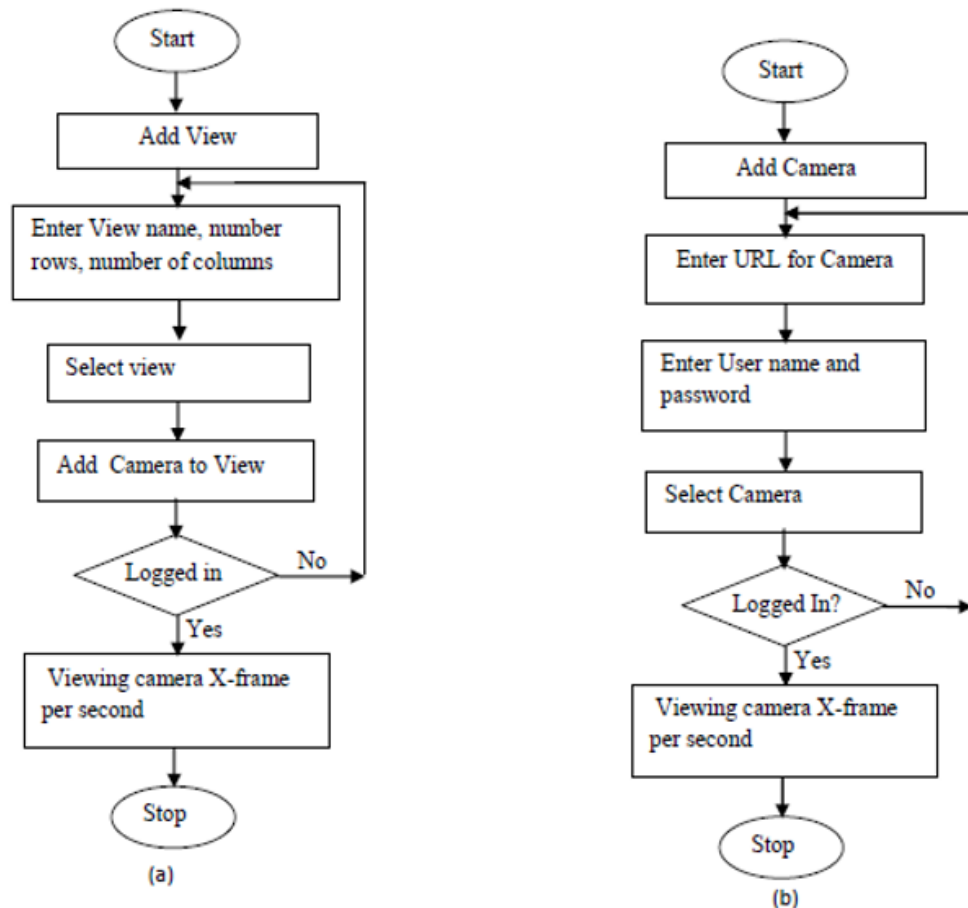 Start
Add View
Enter View name, number
rows, number of columns
Select view
Add Camera to View
Logged in
No
Yes
Viewing camera X-frame
per second
Stop
(a)
Start
Add Camera
Enter URL for Camera
Enter User name and
password
Select Camera
Logged In?
No
Yes
Viewing camera X-frame
per second
Stop
(b)